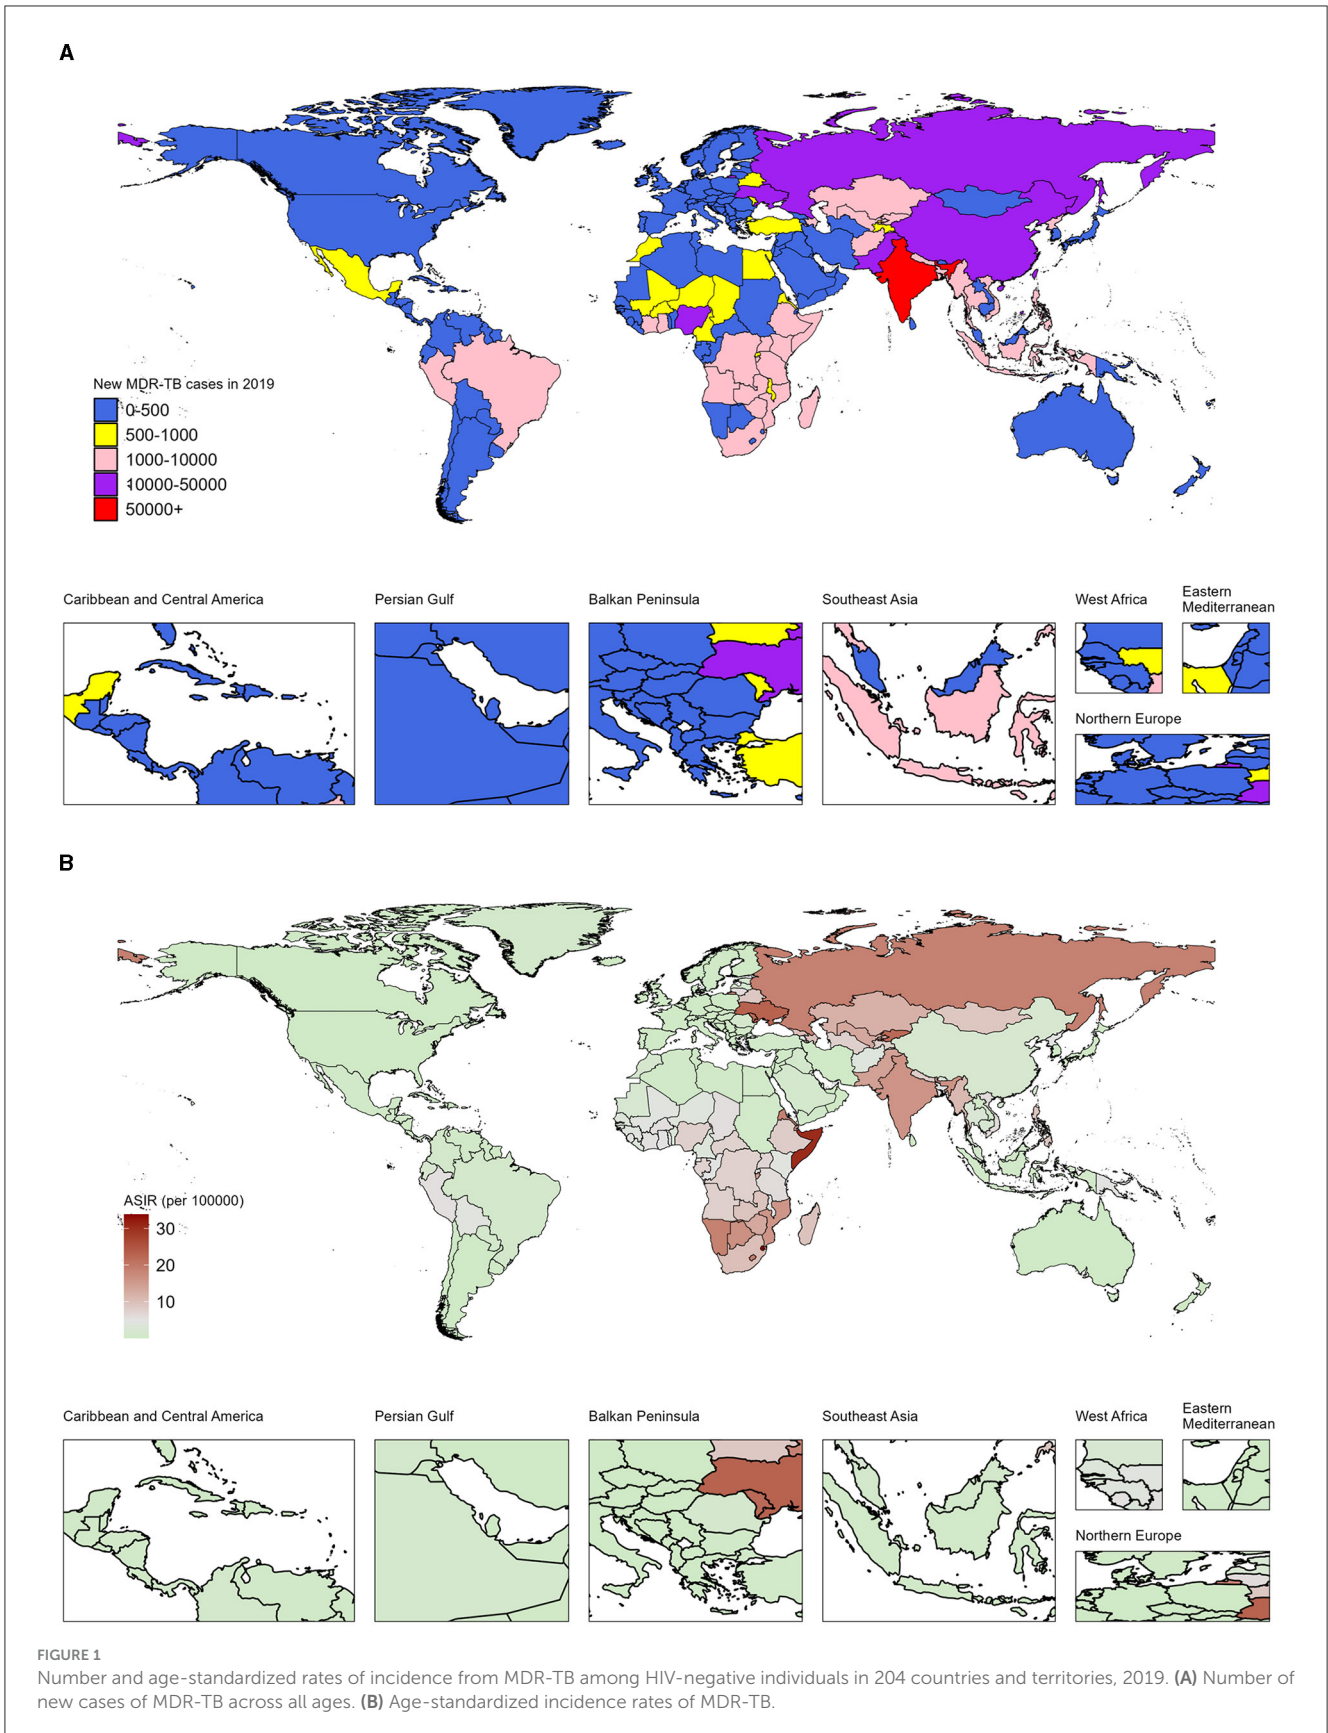 A
New MDR-TB cases in 2019
0-500
500-1000
1000-10000
10000-50000
50000+
Caribbean and Central America
Persian Gulf
Balkan Peninsula
Southeast Asia
West Africa
Eastern
Mediterranean
Northern Europe
B
ASIR (per 100000)
30
20
10
Caribbean and Central America
Persian Gulf
Balkan Peninsula
Southeast Asia
West Africa
Eastern
Mediterranean
Northern Europe
FIGURE 1
Number and age-standardized rates of incidence from MDR-TB among HIV-negative individuals in 204 countries and territories, 2019. (A) Number of
new cases of MDR-TB across all ages. (B) Age-standardized incidence rates of MDR-TB.